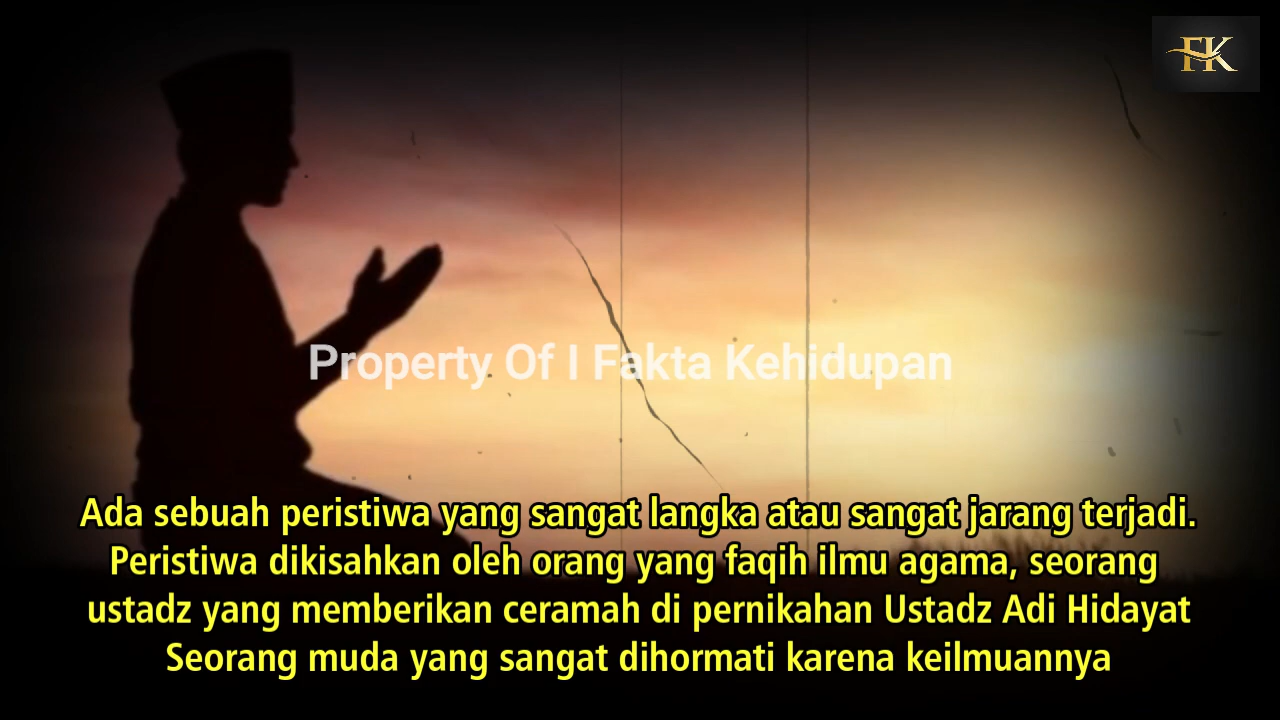 FK
Property Of I Fakta Kehidupan
Ada sebuah peristiwa yang sangat langka atau sangat jarang terjadi.
Peristiwa dikisahkan oleh orang yang faqih ilmu agama, seorang
ustadz yang memberikan ceramah di pernikahan Ustadz Adi Hidayat
Seorang muda yang sangat dihormati karena keilmuannya